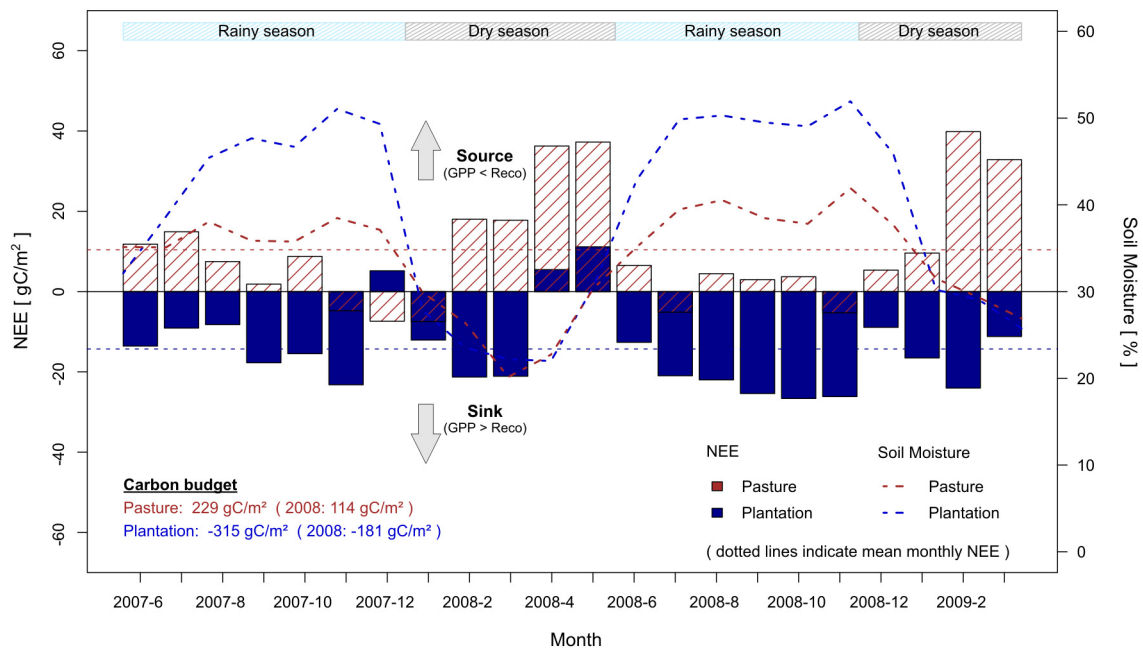 Rainy season Dry season Rainy season Dry season
60
40
20
0
-20
-40
-60
NEE [ gC/m² ]
60
50
40
30
20
10
0
Soil Moisture [ % ]
Source
(GPP < Reco)
Sink
(GPP > Reco)
Carbon budget
Pasture: 229 gC/m² ( 2008: 114 gC/m² )
Plantation: -315 gC/m² ( 2008: -181 gC/m² )
NEE Soil Moisture
Pasture Pasture
Plantation Plantation
( dotted lines indicate mean monthly NEE )
2007-6 2007-8 2007-10 2007-12 2008-2 2008-4 2008-6 2008-8 2008-10 2008-12 2009-2
Month